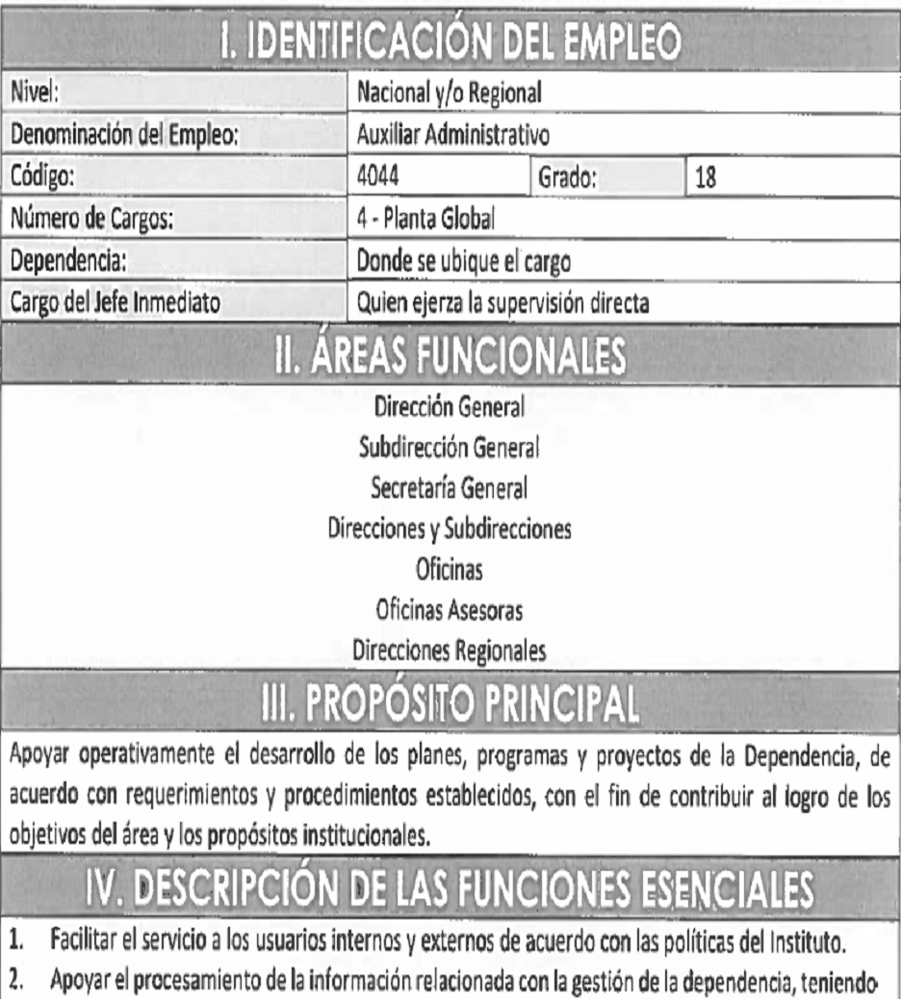 I. IDENTIFICACIÓN DEL EMPLEO
Nivel: Nacional y/o Regional
Denominación del Empleo: Auxiliar Administrativo
Código: 4044 Grado: 18
Número de Cargos: 4 - Planta Global
Dependencia: Donde se ubique el cargo
Cargo del Jefe Inmediato Quien ejerza la supervisión directa
II. ÁREAS FUNCIONALES
Dirección General
Subdirección General
Secretaría General
Direcciones y Subdirecciones
Oficinas
Oficinas Asesoras
Direcciones Regionales
III. PROPÓSITO PRINCIPAL
Apoyar operativamente el desarrollo de los planes, programas y proyectos de la Dependencia, de
acuerdo con requerimientos y procedimientos establecidos, con el fin de contribuir al logro de los
objetivos del área y los propósitos institucionales.
IV. DESCRIPCIÓN DE LAS FUNCIONES ESENCIALES
1. Facilitar el servicio a los usuarios internos y externos de acuerdo con las políticas del Instituto.
2. Apoyar el procesamiento de la información relacionada con la gestión de la dependencia, teniendo